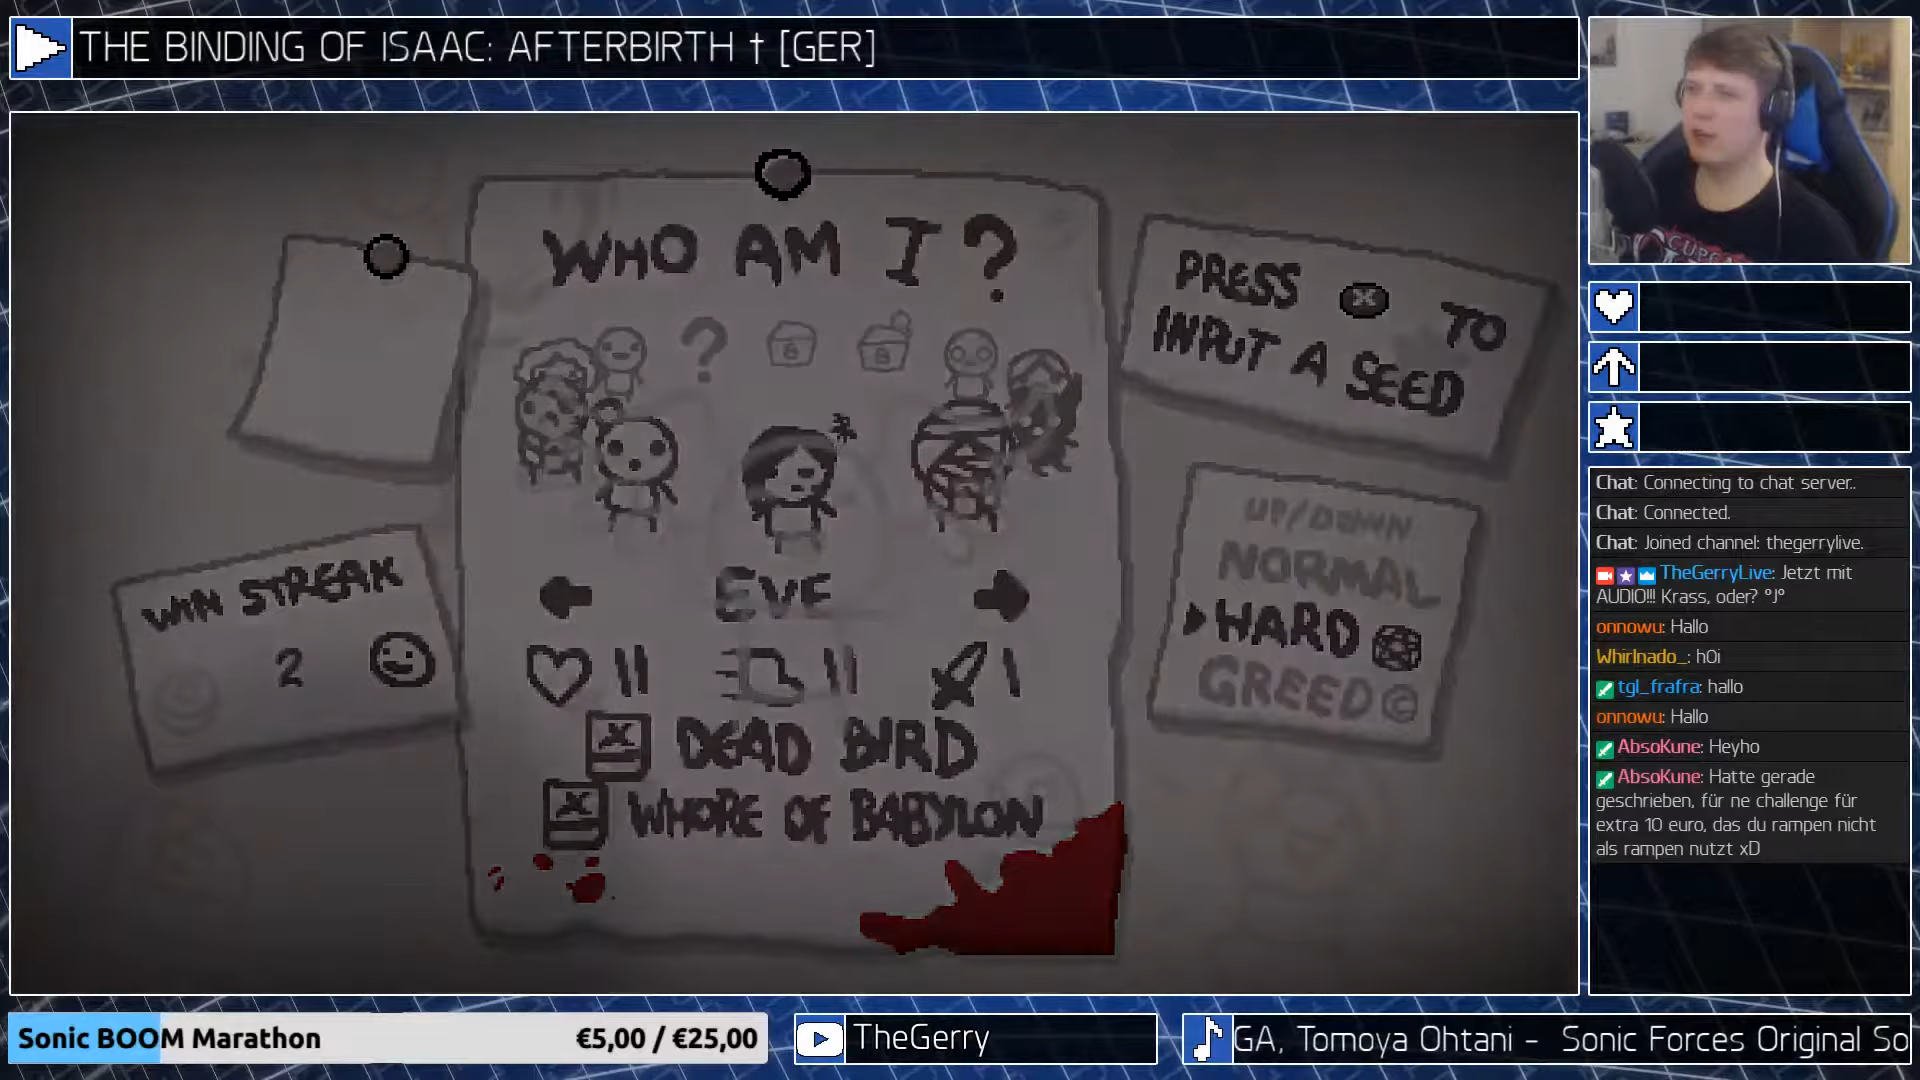 THE BINDING OF ISAAC: AFTERBIRTH † [GER]
WHO AM I?
PRESS X TO
INPUT A SEED
WIN STREAK
2
EVE
DEAD BIRD
WHORE OF BABYLON
UP/DOWN
NORMAL
HARD
GREED
Chat: Connecting to chat server..
Chat: Connected.
Chat: Joined channel: thegerrylive.
TheGerryLive: Jetzt mit
AUDIO!!! Krass, oder? °J°
onnowu: Hallo
Whirlnado_: hOi
tgl_frafra: hallo
onnowu: Hallo
AbsoKune: Heyho
AbsoKune: Hatte gerade
geschrieben, für ne challenge für
extra 10 euro, das du rampen nicht
als rampen nutzt xD
Sonic BOOM Marathon €5,00 / €25,00
TheGerry
GA, Tomoya Ohtani - Sonic Forces Original So